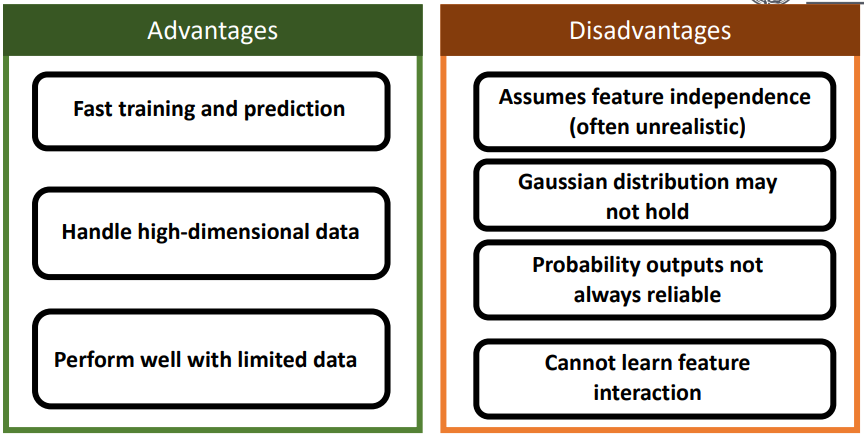 Advantages
Fast training and prediction
Handle high-dimensional data
Perform well with limited data
Disadvantages
Assumes feature independence
(often unrealistic)
Gaussian distribution may
not hold
Probability outputs not
always reliable
Cannot learn feature
interaction